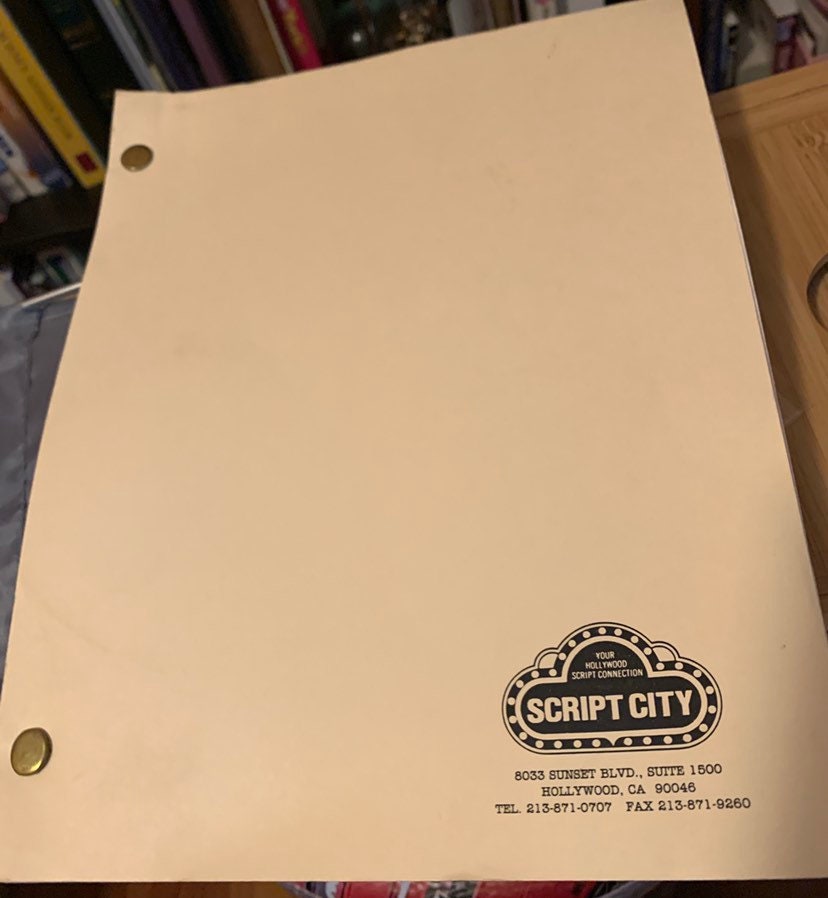 YOUR
HOLLYWOOD
SCRIPT CONNECTION
SCRIPT CITY
8033 SUNSET BLVD., SUITE 1500
HOLLYWOOD, CA 90046
TEL. 213-871-0707 FAX 213-871-9260